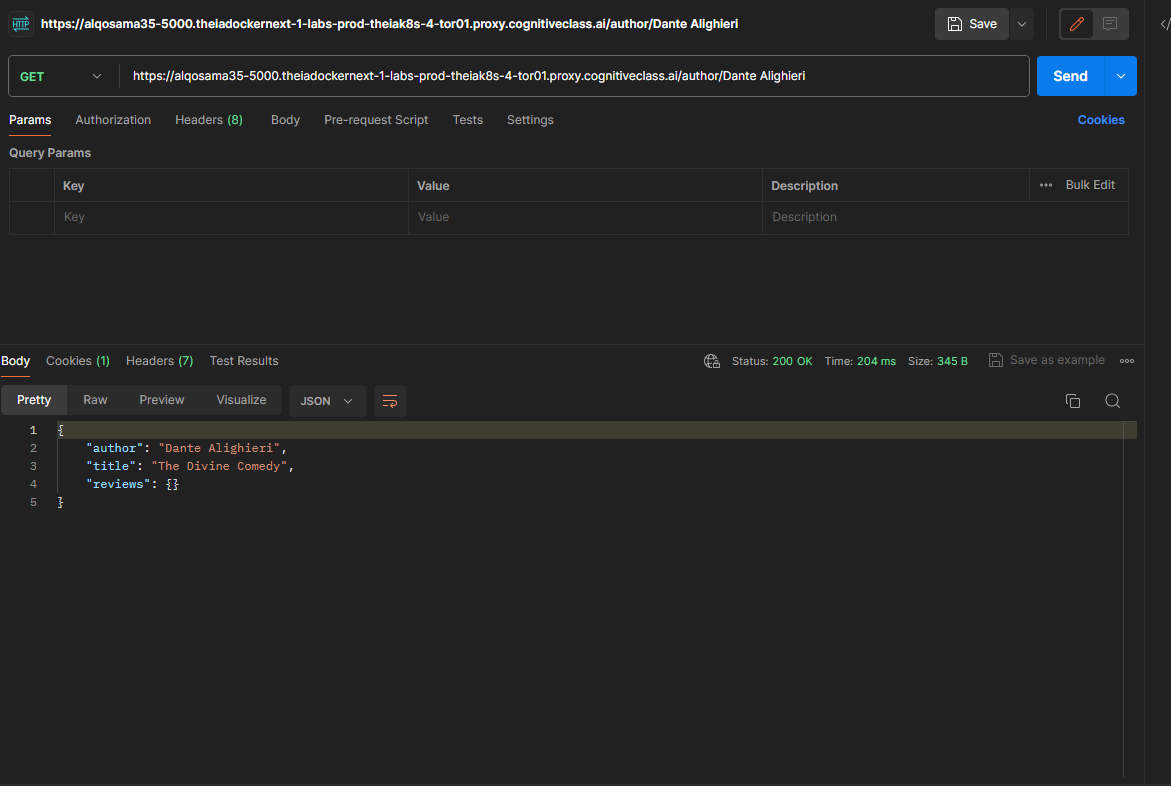 HTTP https://alqosama35-5000.theiadockernext-1-labs-prod-theiak8s-4-tor01.proxy.cognitiveclass.ai/author/Dante Alighieri Save
GET https://alqosama35-5000.theiadockernext-1-labs-prod-theiak8s-4-tor01.proxy.cognitiveclass.ai/author/Dante Alighieri Send
Params Authorization Headers (8) Body Pre-request Script Tests Settings Cookies
Query Params
Key Value Description ••• Bulk Edit
Key Value Description
Body Cookies (1) Headers (7) Test Results Status: 200 OK Time: 204 ms Size: 345 B Save as example
Pretty Raw Preview Visualize JSON
1 {
2 "author": "Dante Alighieri",
3 "title": "The Divine Comedy",
4 "reviews": {}
5 }